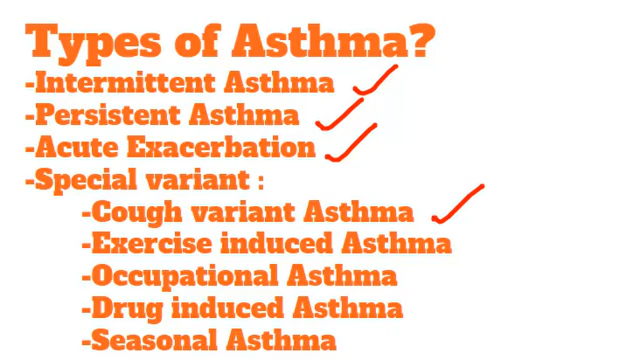 Types of Asthma?
-Intermittent Asthma
-Persistent Asthma
-Acute Exacerbation
-Special variant :
-Cough variant Asthma
-Exercise induced Asthma
-Occupational Asthma
-Drug induced Asthma
-Seasonal Asthma